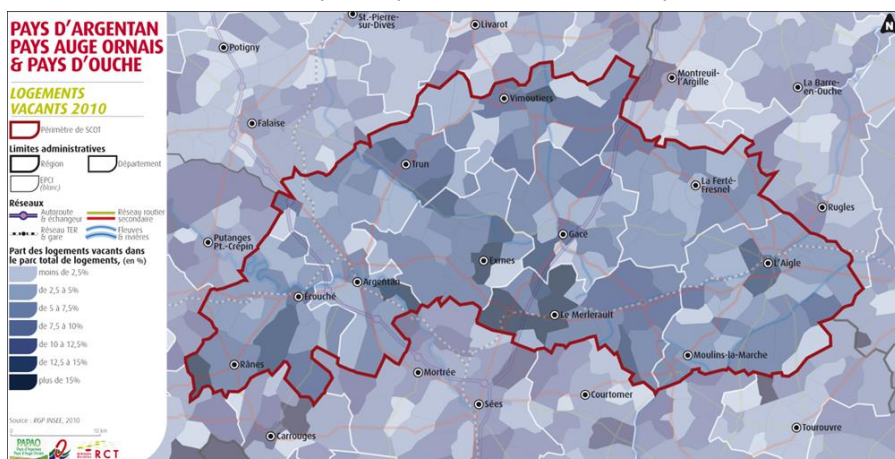 PAYS D'ARGENTAN
PAYS AUGE ORNAIS
& PAYS D'OUCHE
LOGEMENTS
VACANTS 2010
Périmètre de SCOT
Limites administratives
Région
Département
EPCI
(blanc)
Réseaux
Autoroute
& échangeur
Réseau routier
secondaire
Réseau TER
& gare
Fleuves
& rivières
Part des logements vacants dans
le parc total de logements, (en %)
moins de 2,5%
de 2,5 à 5%
de 5 à 7,5%
de 7,5 à 10%
de 10 à 12,5%
de 12,5 à 15%
plus de 15%
Source : RGP INSEE, 2010
0
10 km
PAPAO
RCT
N
St.-Pierre-
sur-Dives
Livarot
Potigny
Montreuil-
l'Argille
La Barre-
en-Ouche
Vimoutiers
Falaise
Trun
La Ferté-
Fresnel
Rugles
Putanges
Pt.-Crépin
Gacé
Exmes
L'Aigle
Argentan
Écouché
Le Merlerault
Moulins-la-Marche
Rânes
Mortrée
Sées
Courtomer
Carrouges
Tourouvre